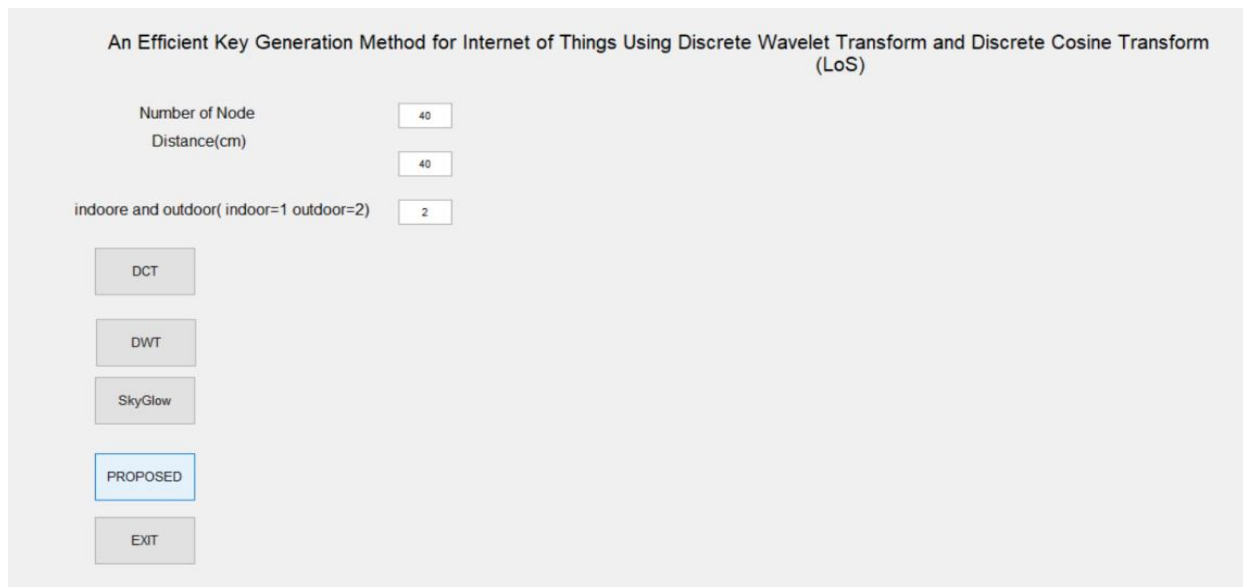 An Efficient Key Generation Method for Internet of Things Using Discrete Wavelet Transform and Discrete Cosine Transform
(LoS)
Number of Node 40
Distance(cm)
40
indoore and outdoor( indoor=1 outdoor=2) 2
DCT
DWT
SkyGlow
PROPOSED
EXIT